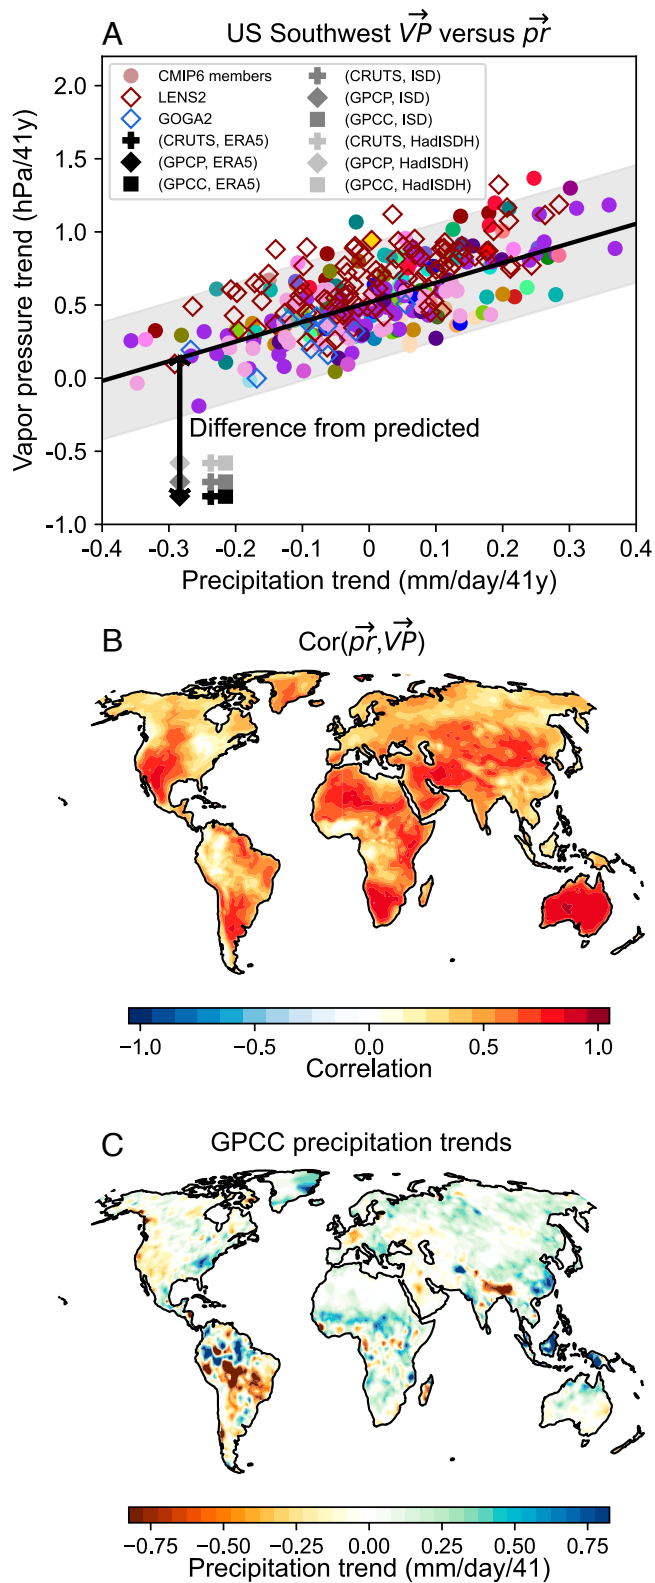 A
US Southwest VP versus pr
Vapor pressure trend (hPa/41y)
2.0
1.5
1.0
0.5
0.0
-0.5
-1.0
CMIP6 members
LENS2
GOGA2
(CRUTS, ERA5)
(GPCP, ERA5)
(GPCC, ERA5)
(CRUTS, ISD)
(GPCP, ISD)
(GPCC, ISD)
(CRUTS, HadISDH)
(GPCP, HadISDH)
(GPCC, HadISDH)
Difference from predicted
-0.4 -0.3 -0.2 -0.1 0 0.1 0.2 0.3 0.4
Precipitation trend (mm/day/41y)
B
Cor(pr,VP)
−1.0 −0.5 0.0 0.5 1.0
Correlation
C
GPCC precipitation trends
−0.75 −0.50 −0.25 0.00 0.25 0.50 0.75
Precipitation trend (mm/day/41)